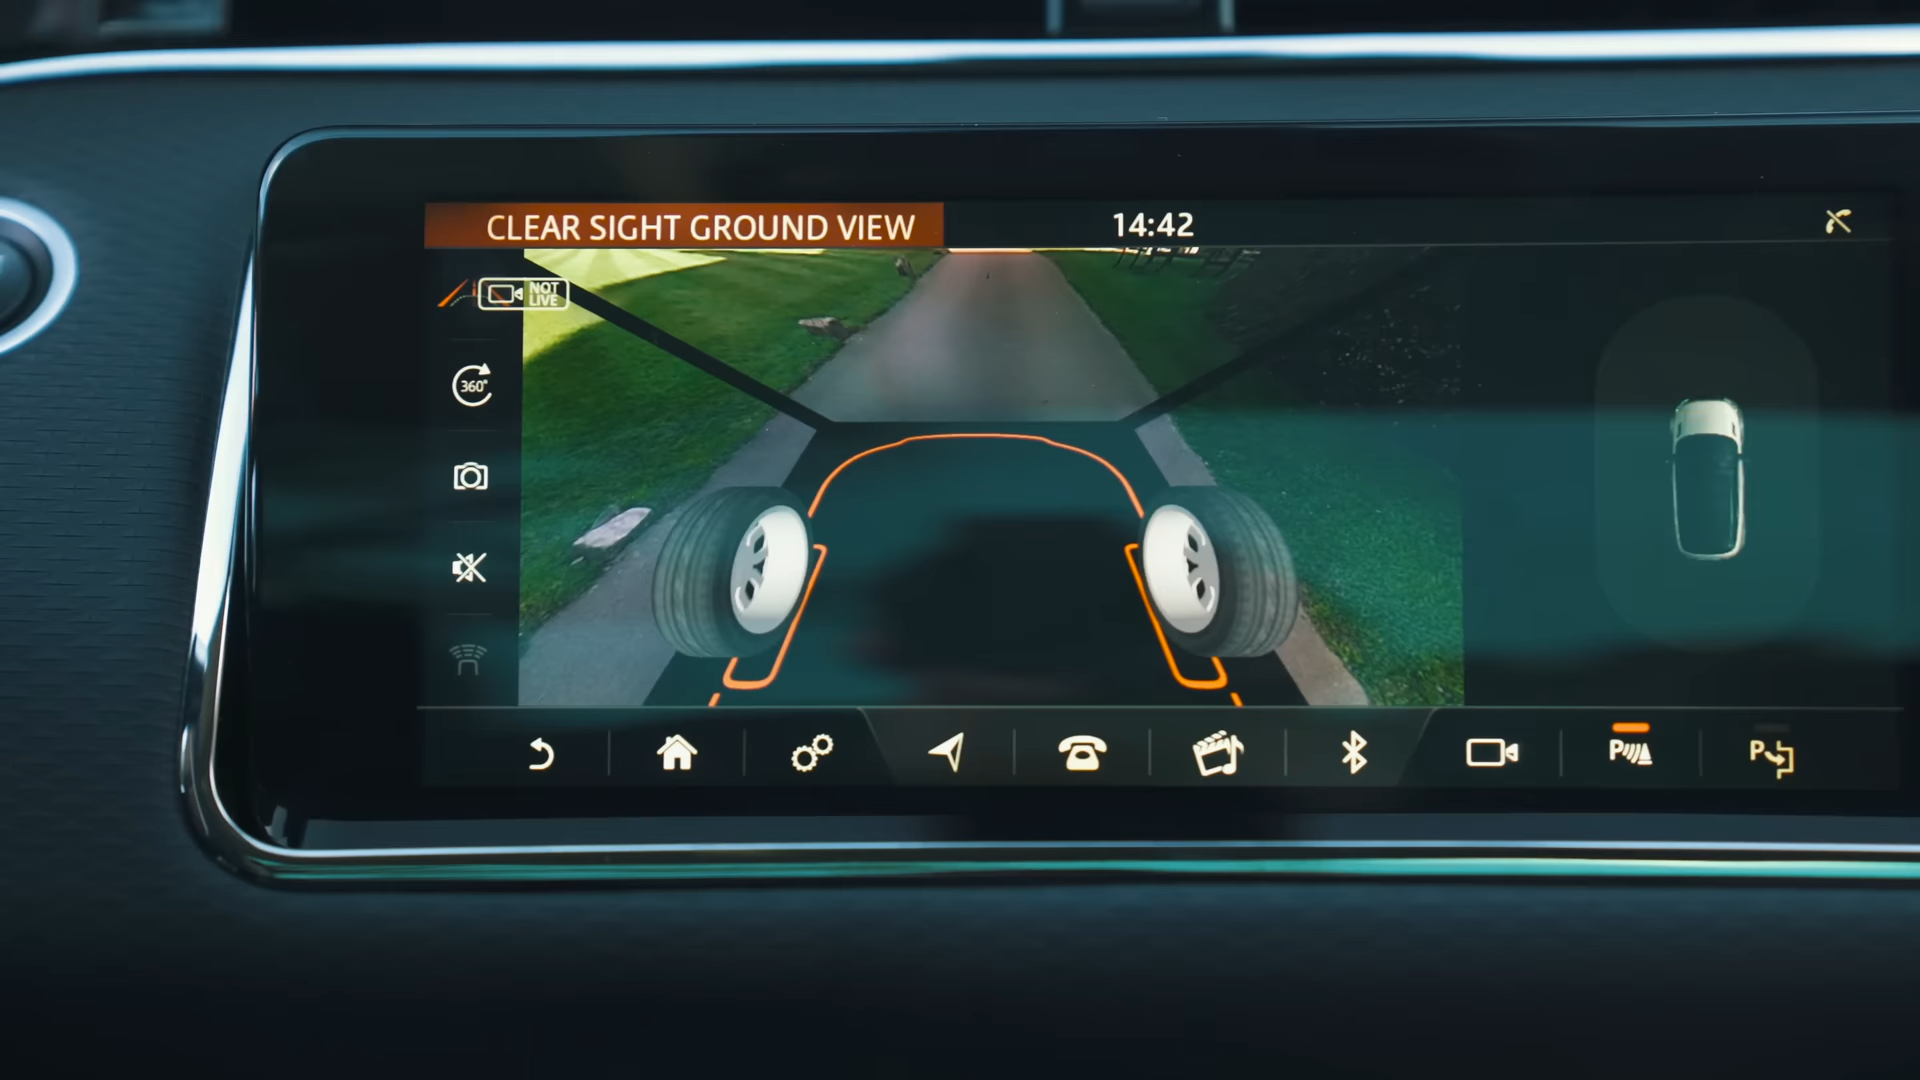 CLEAR SIGHT GROUND VIEW
14:42
NOT
LIVE
360°
P
P